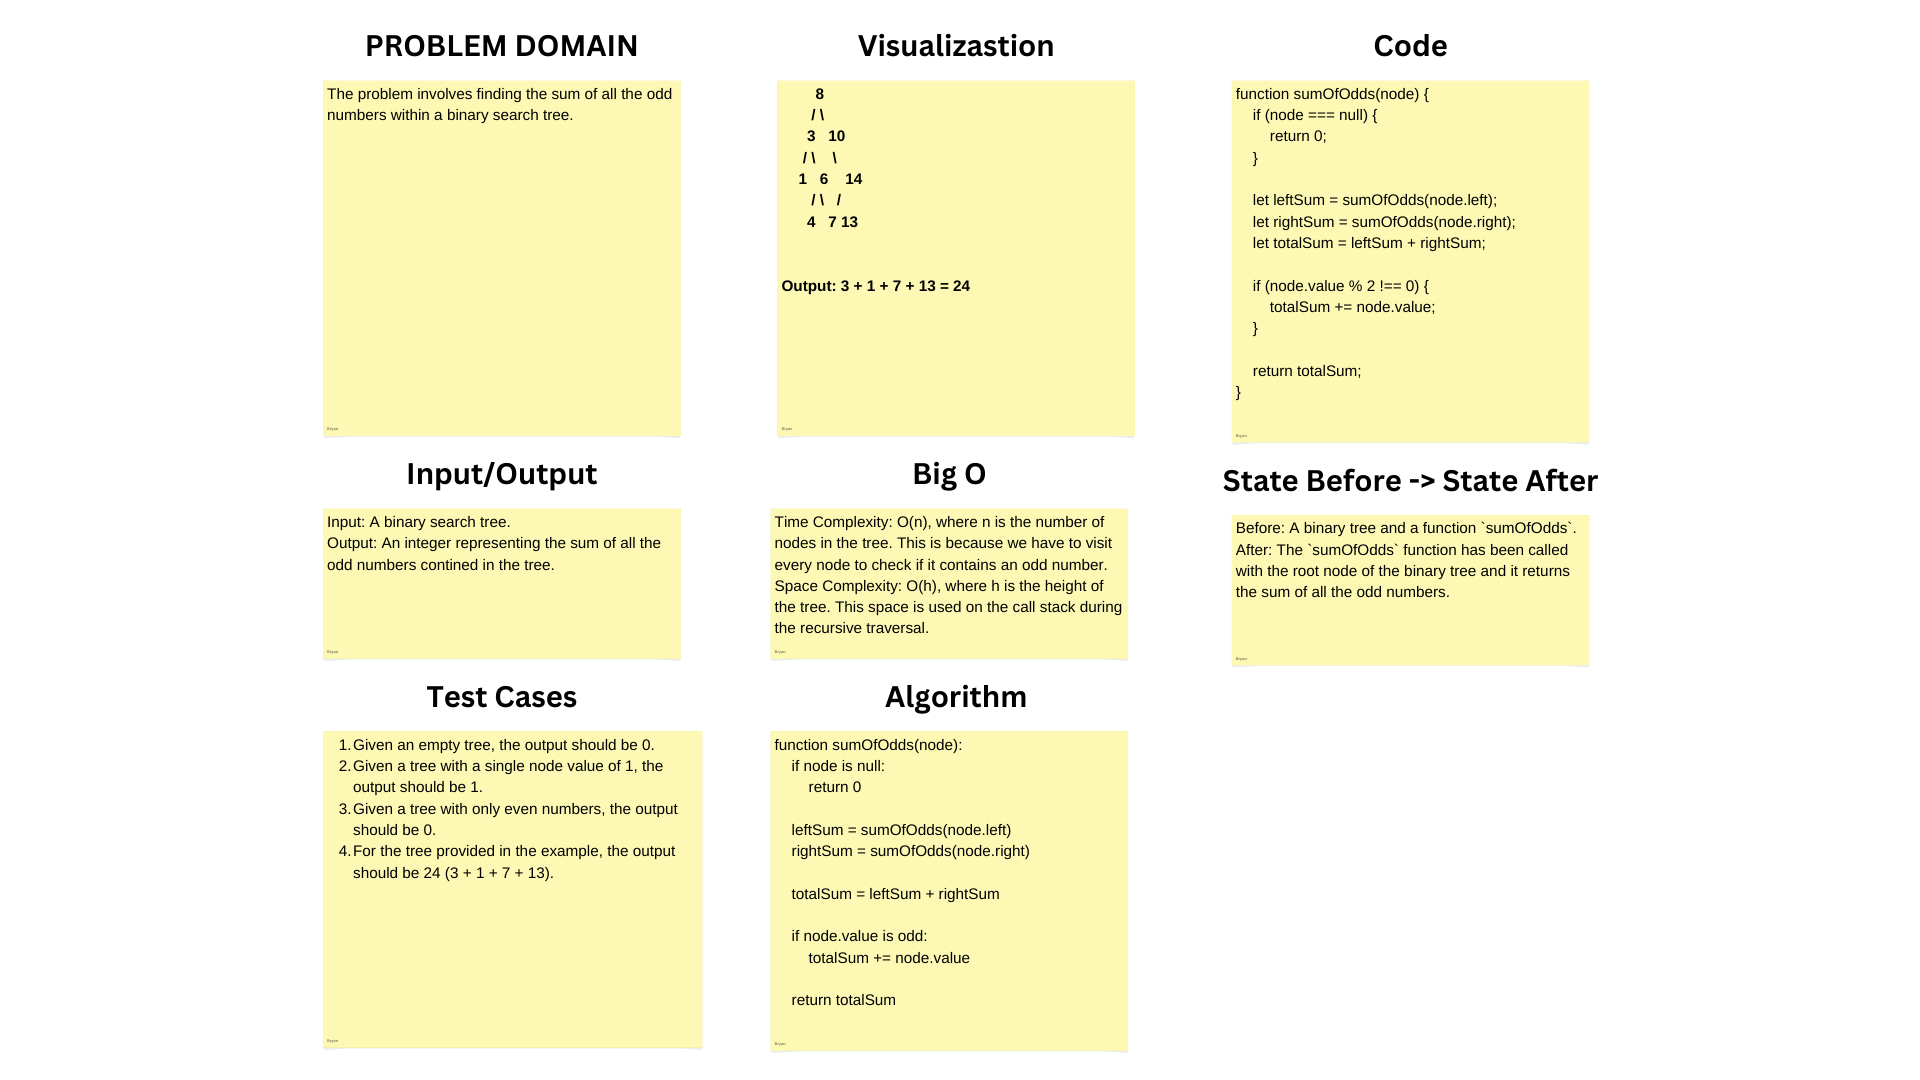 PROBLEM DOMAIN
The problem involves finding the sum of all the odd
numbers within a binary search tree.
Bryan
Visualizastion
8
/ \
3 10
/ \ \
1 6 14
/ \ /
4 7 13
Output: 3 + 1 + 7 + 13 = 24
Bryan
Code
function sumOfOdds(node) {
if (node === null) {
return 0;
}
let leftSum = sumOfOdds(node.left);
let rightSum = sumOfOdds(node.right);
let totalSum = leftSum + rightSum;
if (node.value % 2 !== 0) {
totalSum += node.value;
}
return totalSum;
}
Bryan
Input/Output
Input: A binary search tree.
Output: An integer representing the sum of all the
odd numbers contined in the tree.
Bryan
Big O
Time Complexity: O(n), where n is the number of
nodes in the tree. This is because we have to visit
every node to check if it contains an odd number.
Space Complexity: O(h), where h is the height of
the tree. This space is used on the call stack during
the recursive traversal.
Bryan
State Before -> State After
Before: A binary tree and a function `sumOfOdds`.
After: The `sumOfOdds` function has been called
with the root node of the binary tree and it returns
the sum of all the odd numbers.
Bryan
Test Cases
1. Given an empty tree, the output should be 0.
2. Given a tree with a single node value of 1, the
output should be 1.
3. Given a tree with only even numbers, the output
should be 0.
4. For the tree provided in the example, the output
should be 24 (3 + 1 + 7 + 13).
Bryan
Algorithm
function sumOfOdds(node):
if node is null:
return 0
leftSum = sumOfOdds(node.left)
rightSum = sumOfOdds(node.right)
totalSum = leftSum + rightSum
if node.value is odd:
totalSum += node.value
return totalSum
Bryan